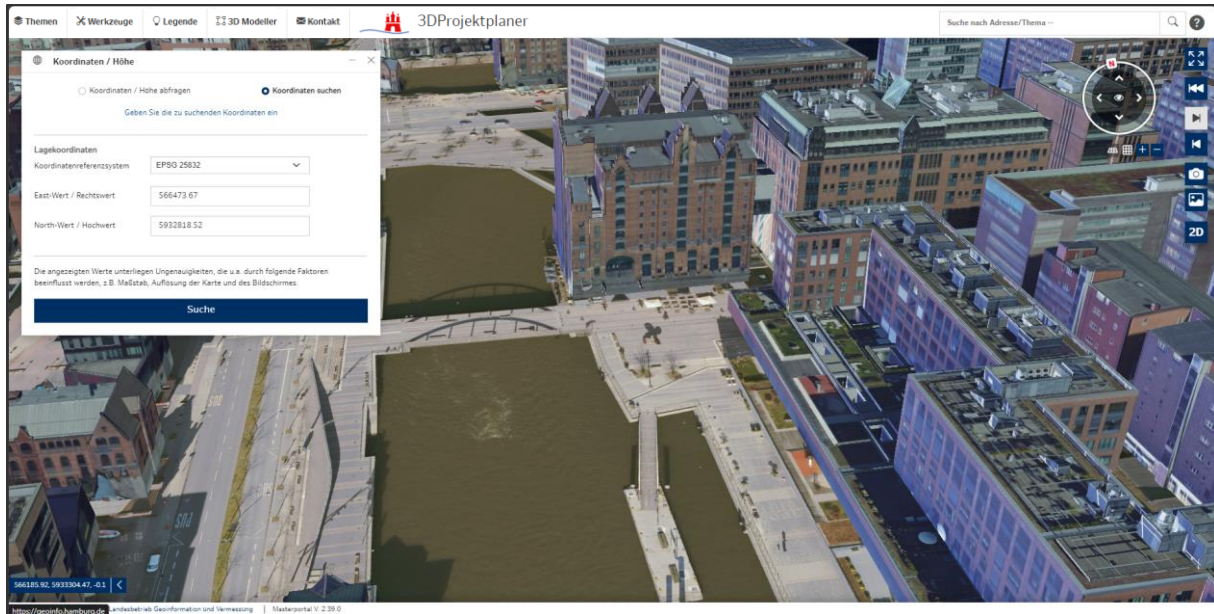 Themen Werkzeuge Legende 3D Modeller Kontakt 3DProjektplaner Suche nach Adresse/Thema ...
Koordinaten / Höhe
Koordinaten / Höhe abfragen Koordinaten suchen
Geben Sie die zu suchenden Koordinaten ein
Lagekoordinaten
Koordinatenreferenzsystem EPSG 25832
East-Wert / Rechtswert 566473.67
North-Wert / Hochwert 5932818.52
Die angezeigten Werte unterliegen Ungenauigkeiten, die u.a. durch folgende Faktoren
beeinflusst werden, z.B. Maßstab, Auflösung der Karte und des Bildschirmes.
Suche
N
2D
BUS
566185.92, 5933304.47, -0.1
https://geoinfo.hamburg.de Landesbetrieb Geoinformation und Vermessung | Masterportal V. 2.39.0